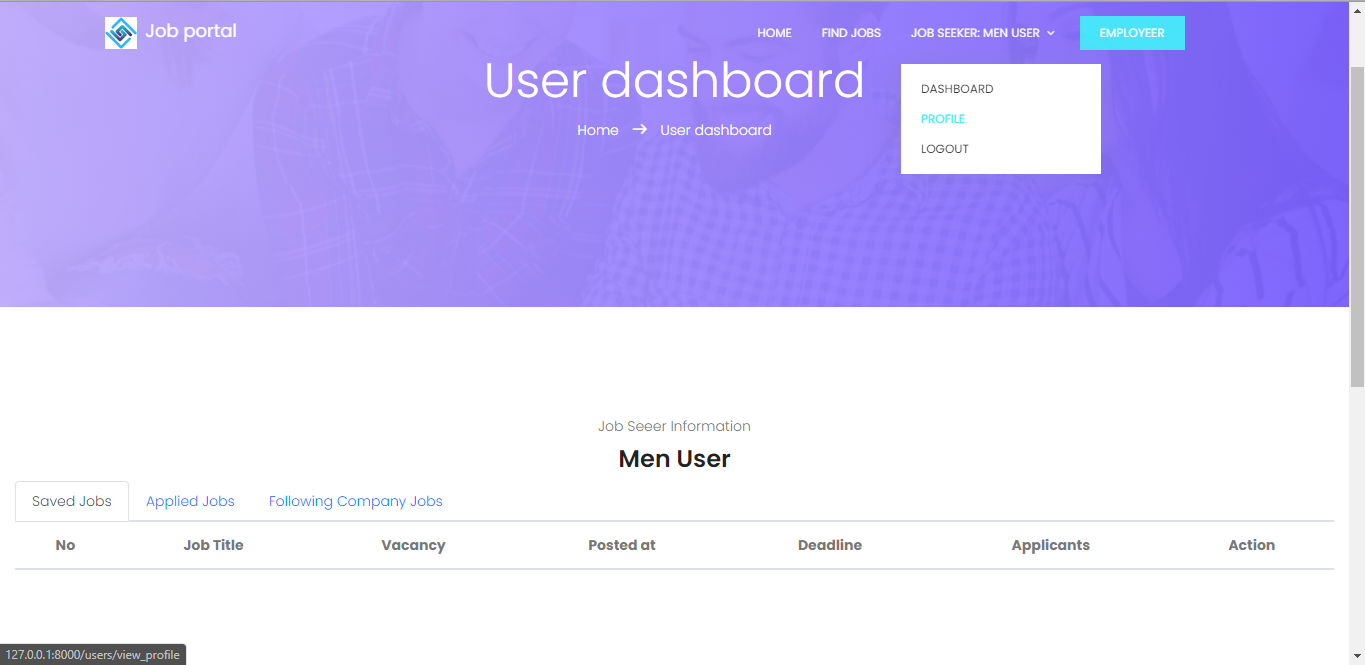 Job portal
HOME FIND JOBS JOB SEEKER: MEN USER EMPLOYEER
User dashboard
Home → User dashboard
DASHBOARD
PROFILE
LOGOUT
Job Seeer Information
Men User
Saved Jobs Applied Jobs Following Company Jobs
No Job Title Vacancy Posted at Deadline Applicants Action
127.0.0.1:8000/users/view_profile